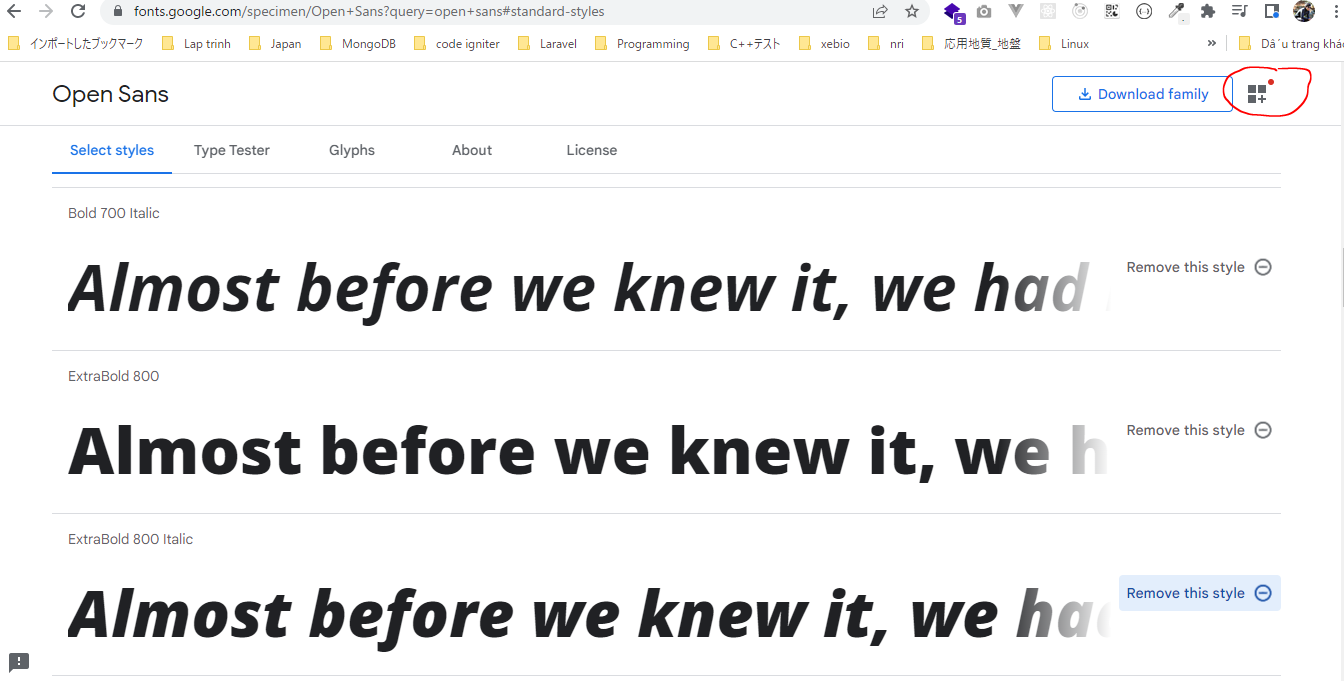 fonts.google.com/specimen/Open+Sans?query=open+sans#standard-styles
5
インポートしたブックマーク Lap trinh Japan MongoDB code igniter Laravel Programming C++テスト xebio nri 応用地質_地盤 Linux » Dấu trang khác
Open Sans
Download family
Select styles Type Tester Glyphs About License
Bold 700 Italic
Almost before we knew it, we had
Remove this style
ExtraBold 800
Almost before we knew it, we h
Remove this style
ExtraBold 800 Italic
Almost before we knew it, we had
Remove this style